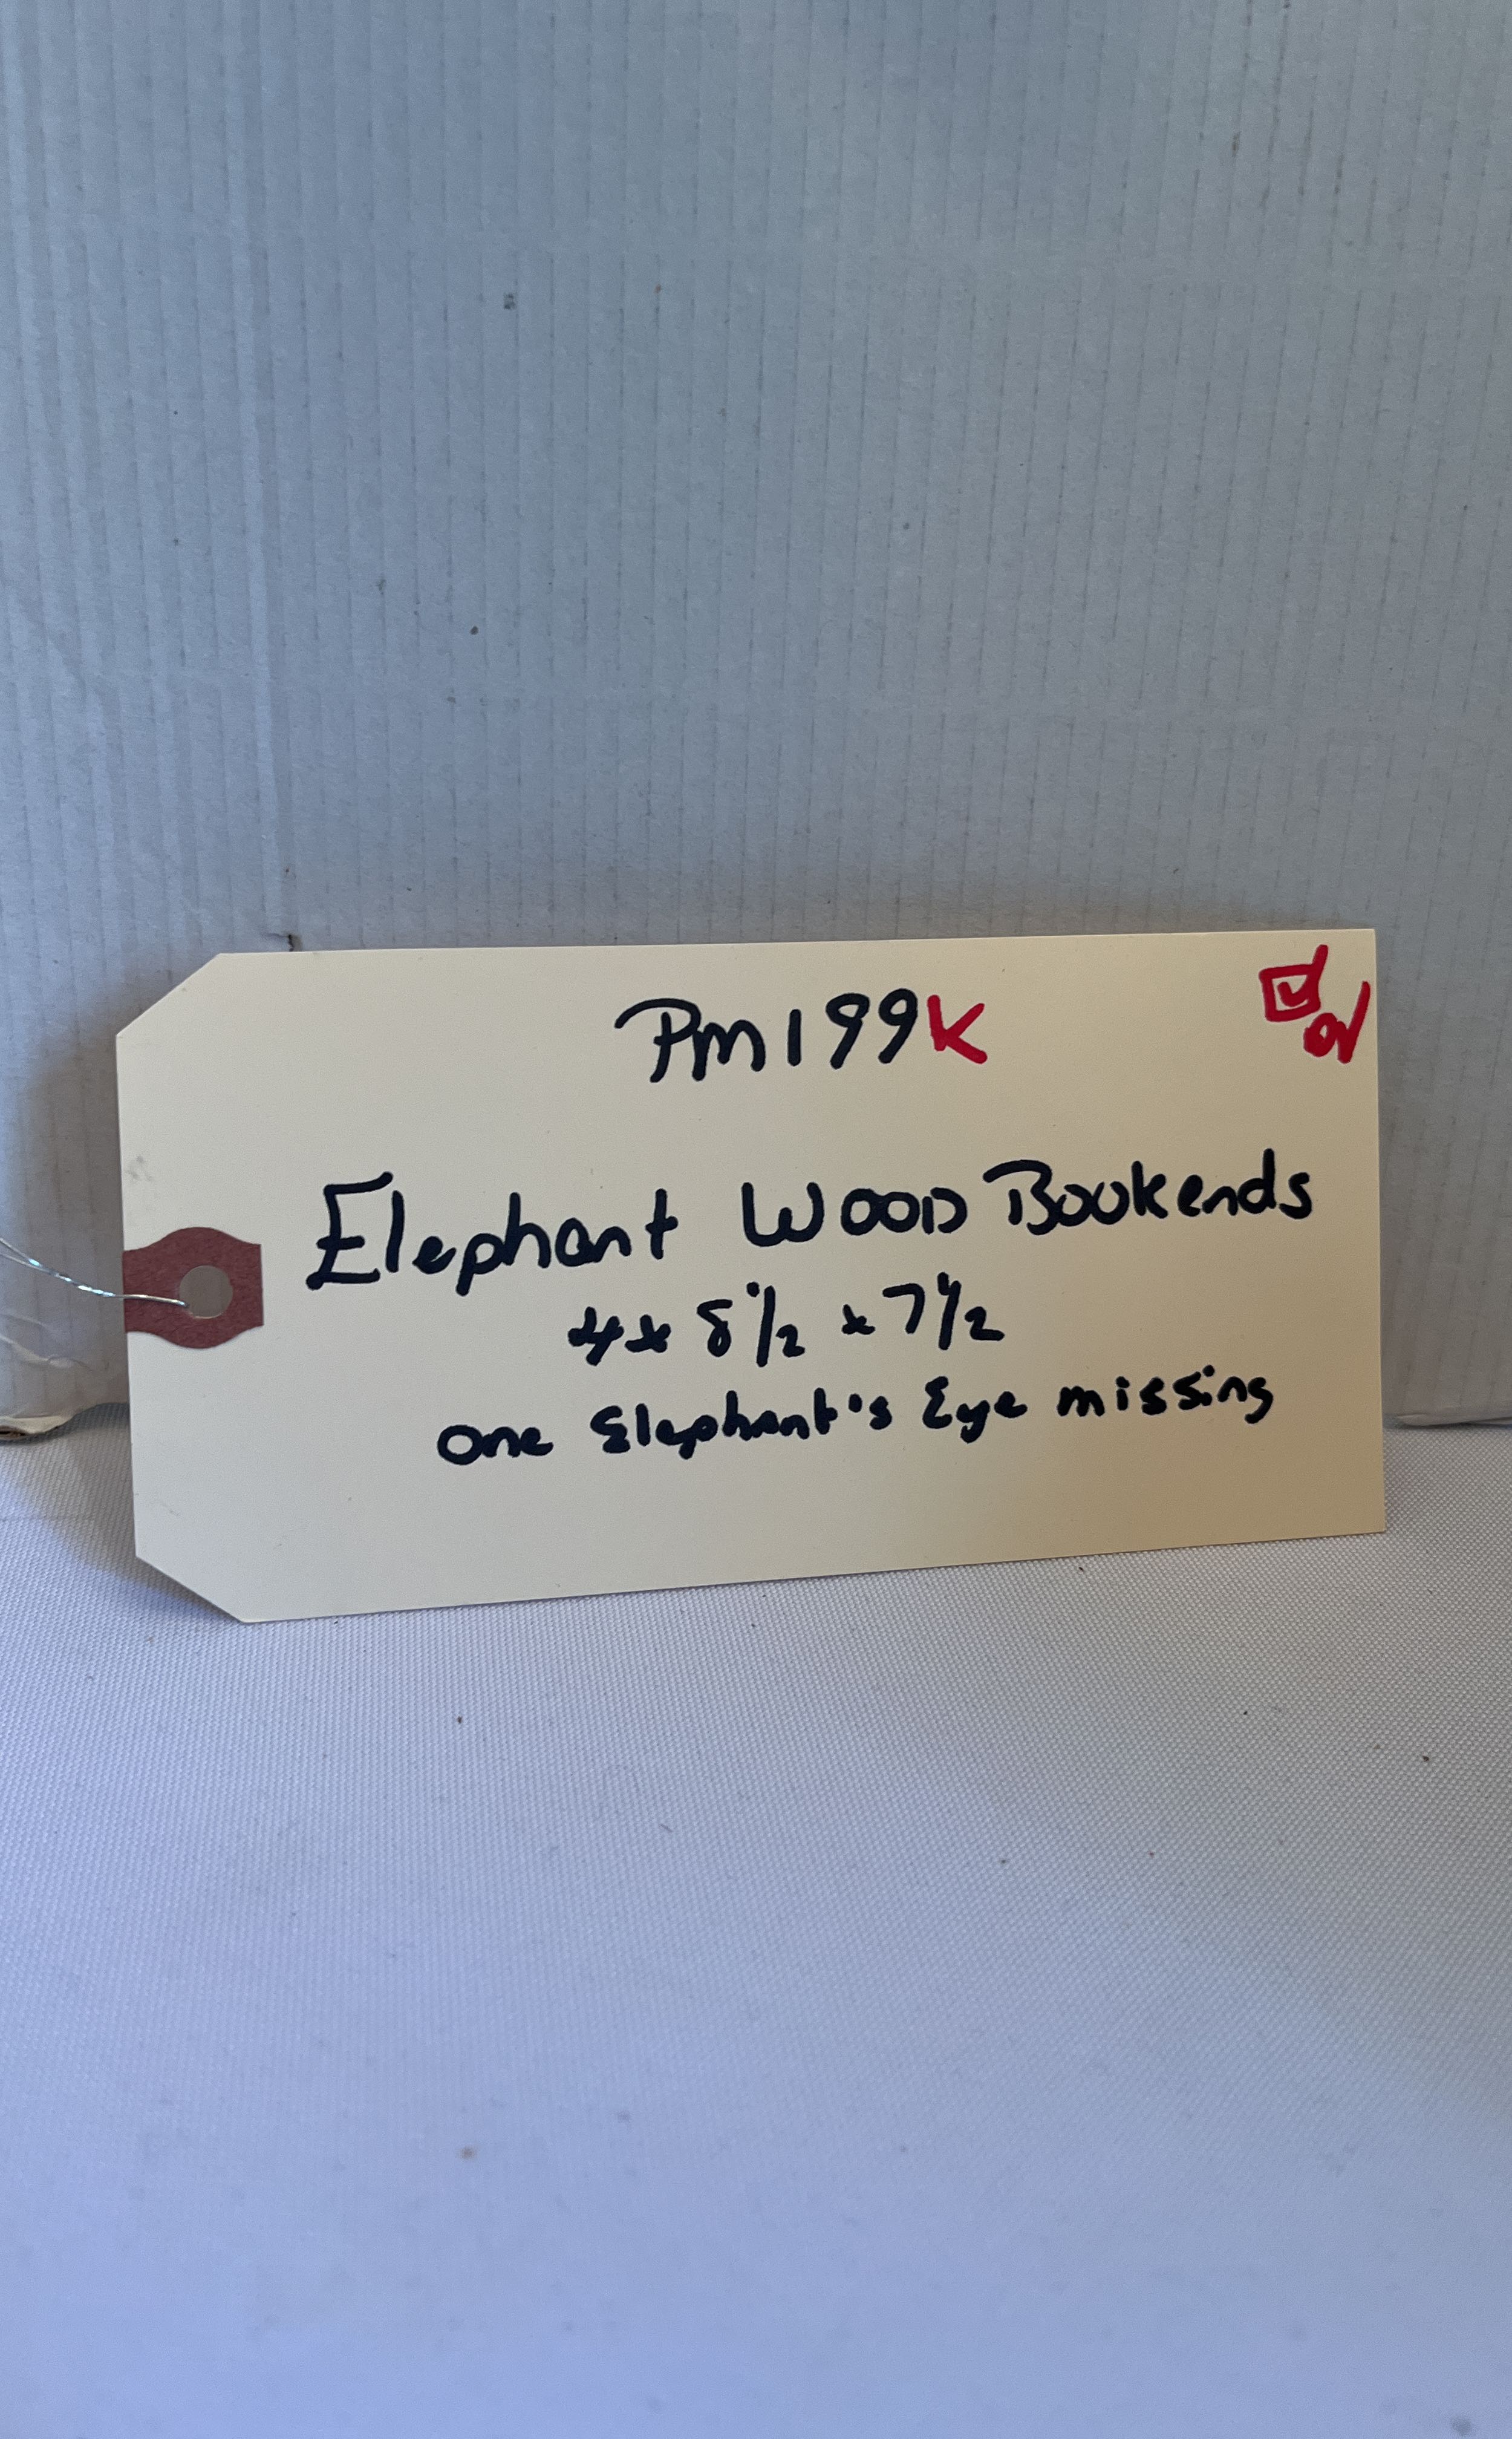 Pm199K
Elephant WOOD Bookends
4 x 8 1/2 x 7 1/2
one Elephant's Eye missing